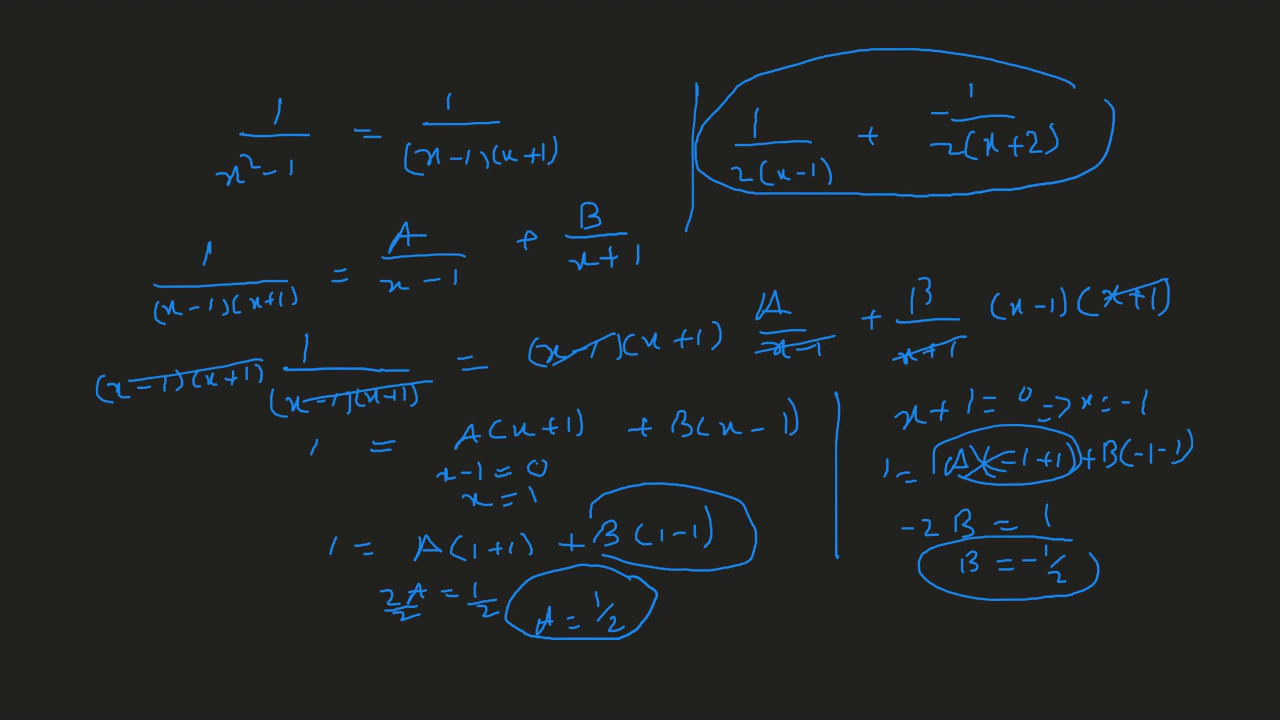 1/(x²-1) = 1/((x-1)(x+1))
1/(2(x-1)) + -1/(2(x+2))
1/((x-1)(x+1)) = A/(x-1) + B/(x+1)
(x-1)(x+1) 1/((x-1)(x+1)) = (x-1)(x+1) A/(x-1) + B/(x+1) (x-1)(x+1)
1 = A(x+1) + B(x-1)
x-1=0
x=1
1 = A(1+1) + B(1-1)
2A/2 = 1/2
A = 1/2
x+1=0 => x=-1
1 = A(-1+1) + B(-1-1)
-2B = 1
B = -1/2